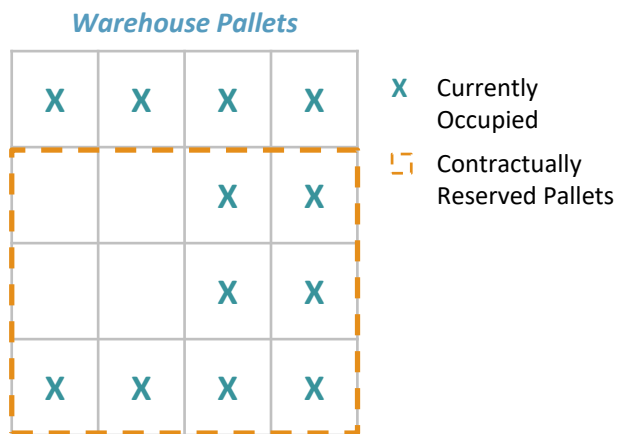 Warehouse Pallets
X X X X
X Currently
Occupied
Contractually
Reserved Pallets
X X
X X
X X X X